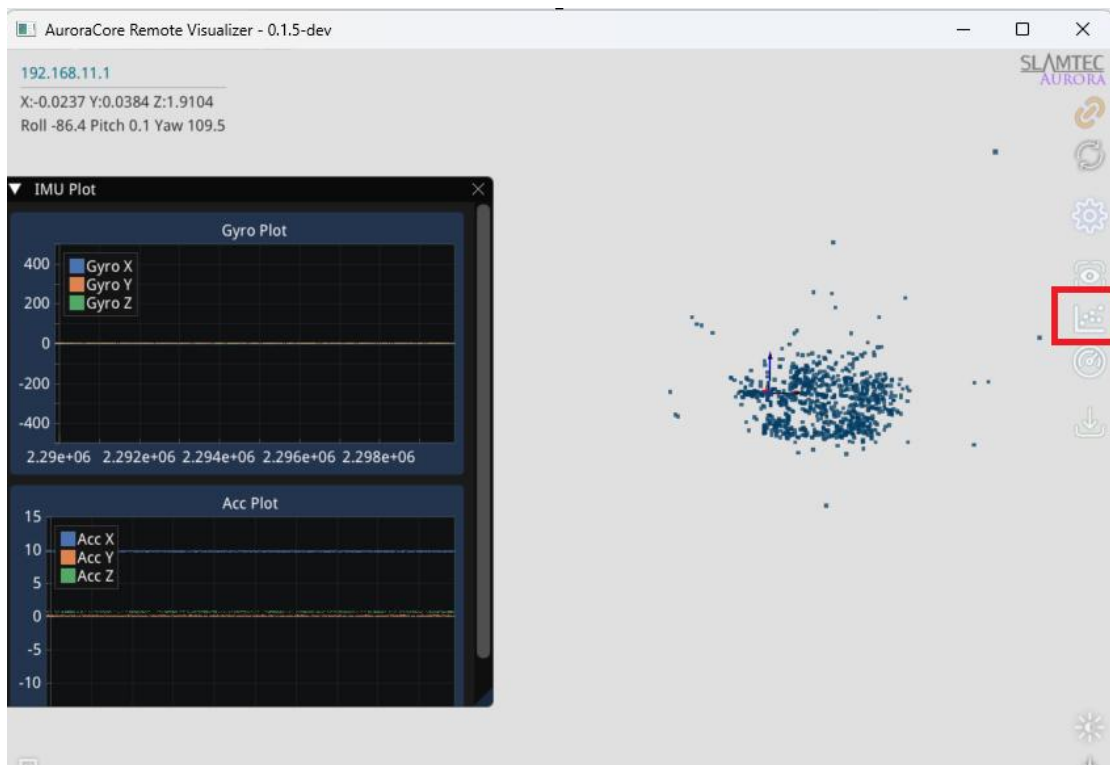 AuroraCore Remote Visualizer - 0.1.5-dev
SLAMTEC
AURORA
192.168.11.1
X:-0.0237 Y:0.0384 Z:1.9104
Roll -86.4 Pitch 0.1 Yaw 109.5
IMU Plot
Gyro Plot
400
200
0
-200
-400
Gyro X
Gyro Y
Gyro Z
2.29e+06 2.292e+06 2.294e+06 2.296e+06 2.298e+06
Acc Plot
15
10
5
0
-5
-10
Acc X
Acc Y
Acc Z